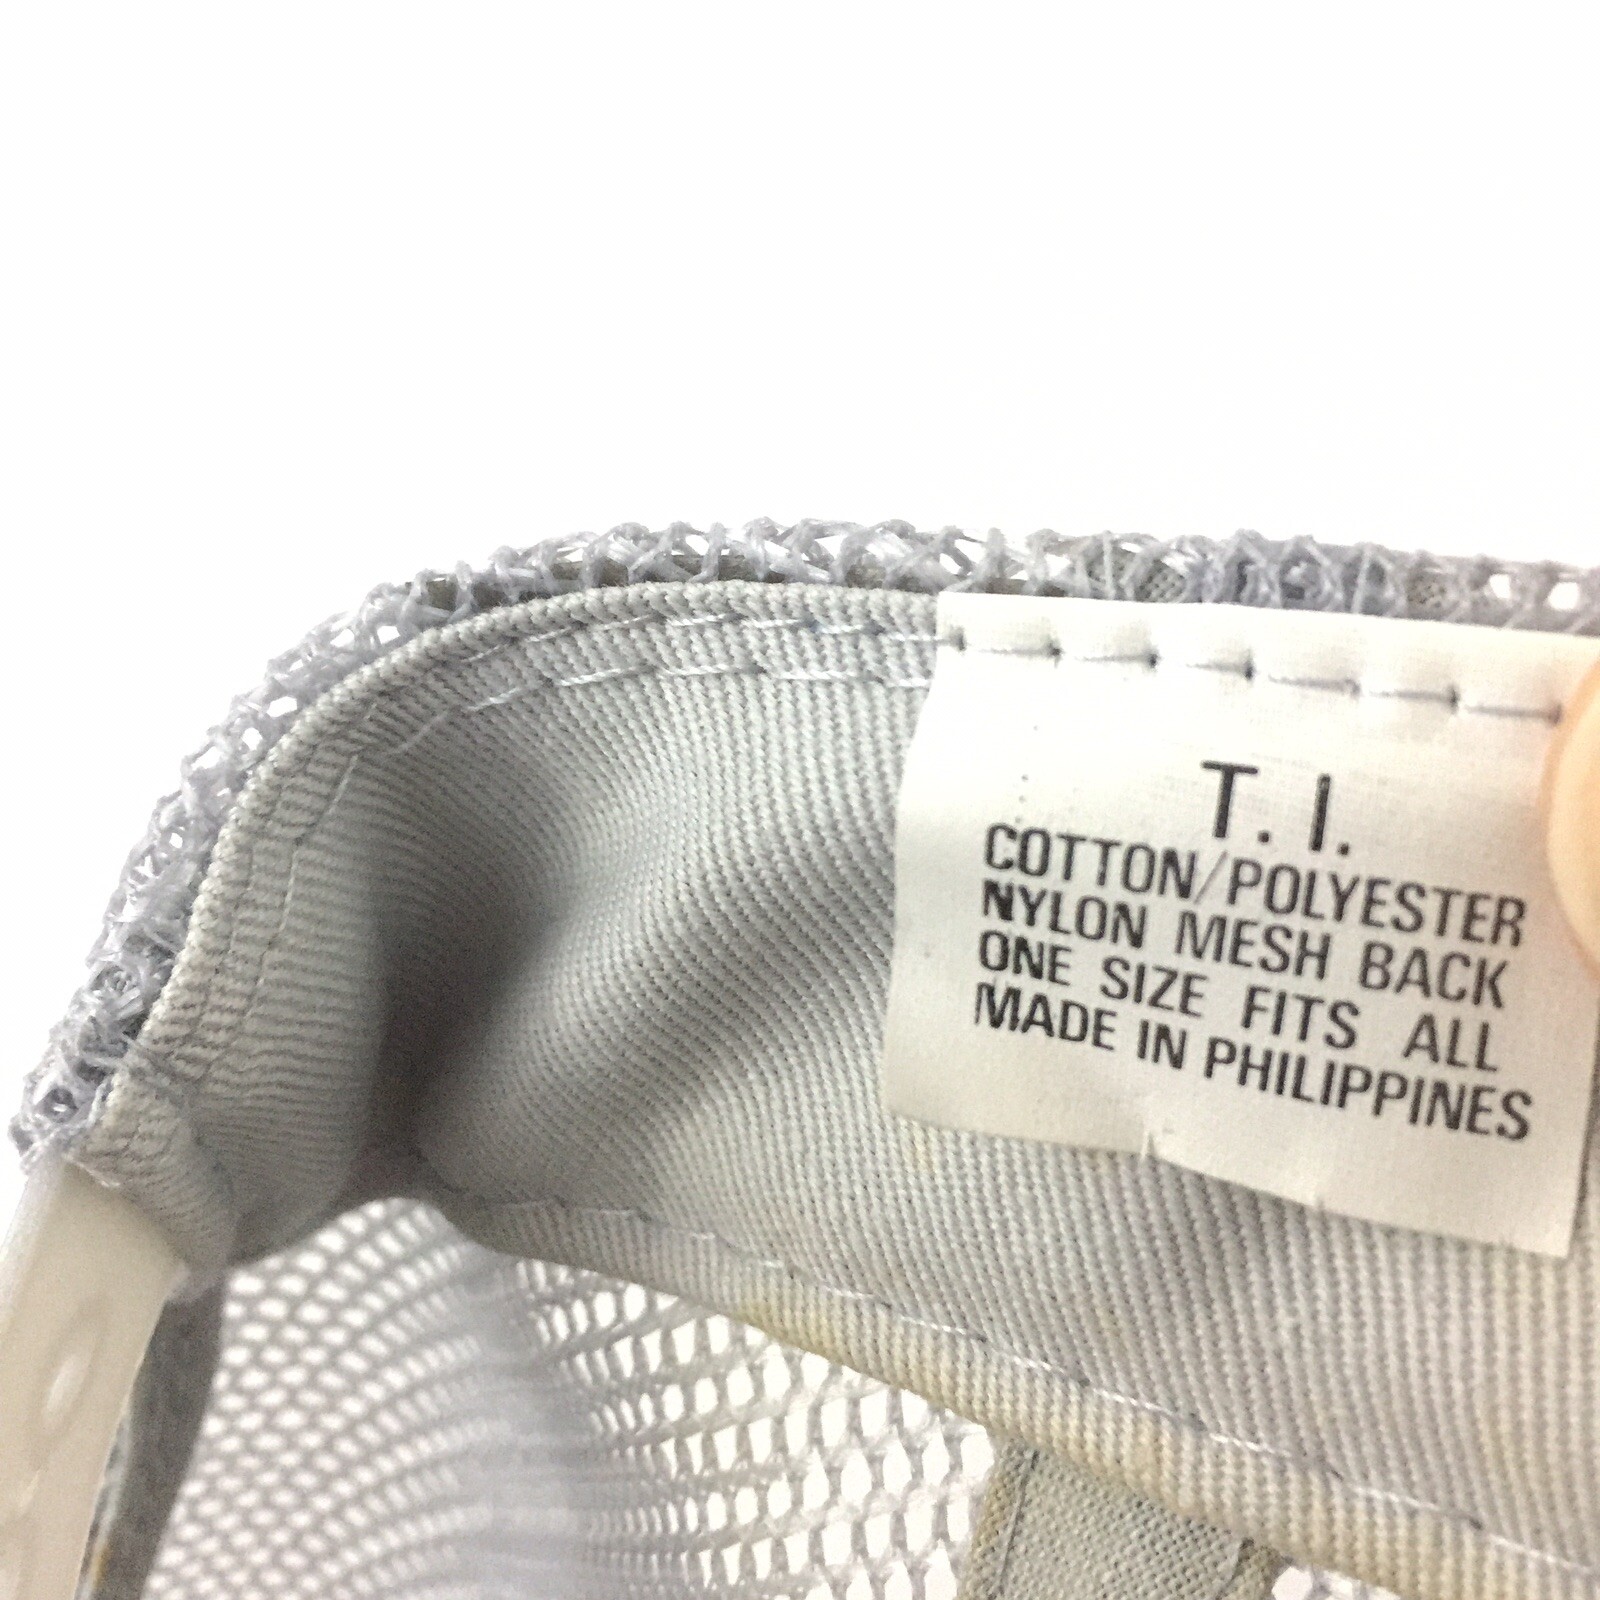 T. I.
COTTON/POLYESTER
NYLON MESH BACK
ONE SIZE FITS ALL
MADE IN PHILIPPINES